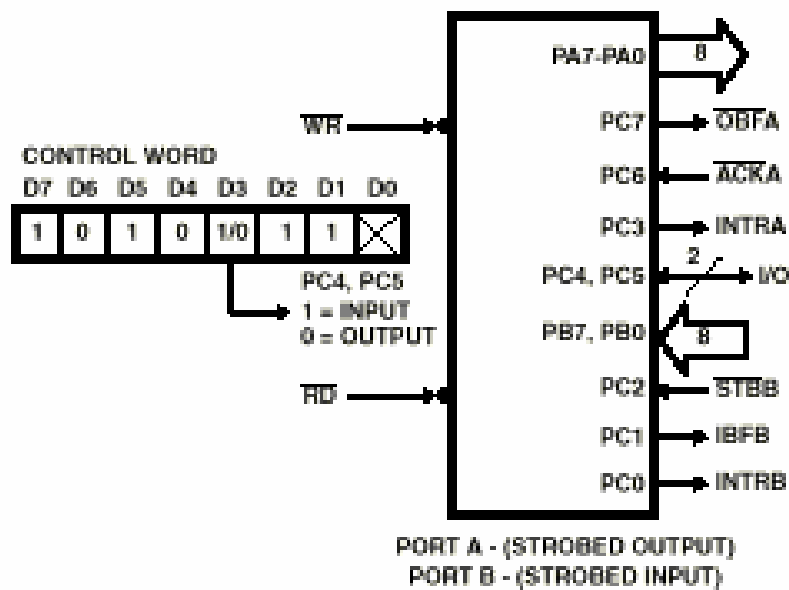 PA7-PA0
8
WR
PC7
OBFA
CONTROL WORD
D7 D6 D5 D4 D3 D2 D1 D0
PC6
ACKA
1 0 1 0 1/0 1 1
PC3
INTRA
2
PC4, PC5
PC4, PC5
I/O
1 = INPUT
0 = OUTPUT
PB7, PB0
8
RD
PC2
STBB
PC1
IBFB
PC0
INTRB
PORT A - (STROBED OUTPUT)
PORT B - (STROBED INPUT)